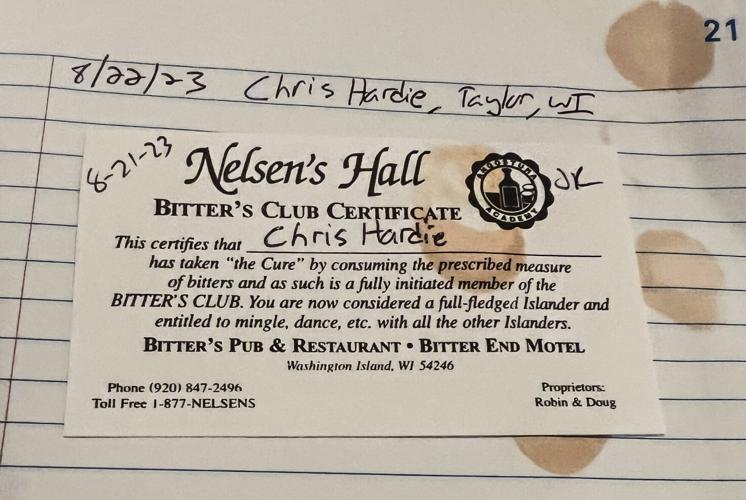 21
8/22/23 Chris Hardie, Taylor, WI
8-21-23
Nelsen's Hall
ANGOSTURA ACADEMY
JK
BITTER'S CLUB CERTIFICATE
This certifies that Chris Hardie
has taken "the Cure" by consuming the prescribed measure
of bitters and as such is a fully initiated member of the
BITTER'S CLUB. You are now considered a full-fledged Islander and
entitled to mingle, dance, etc. with all the other Islanders.
BITTER'S PUB & RESTAURANT • BITTER END MOTEL
Washington Island, WI 54246
Phone (920) 847-2496
Toll Free 1-877-NELSENS
Proprietors:
Robin & Doug